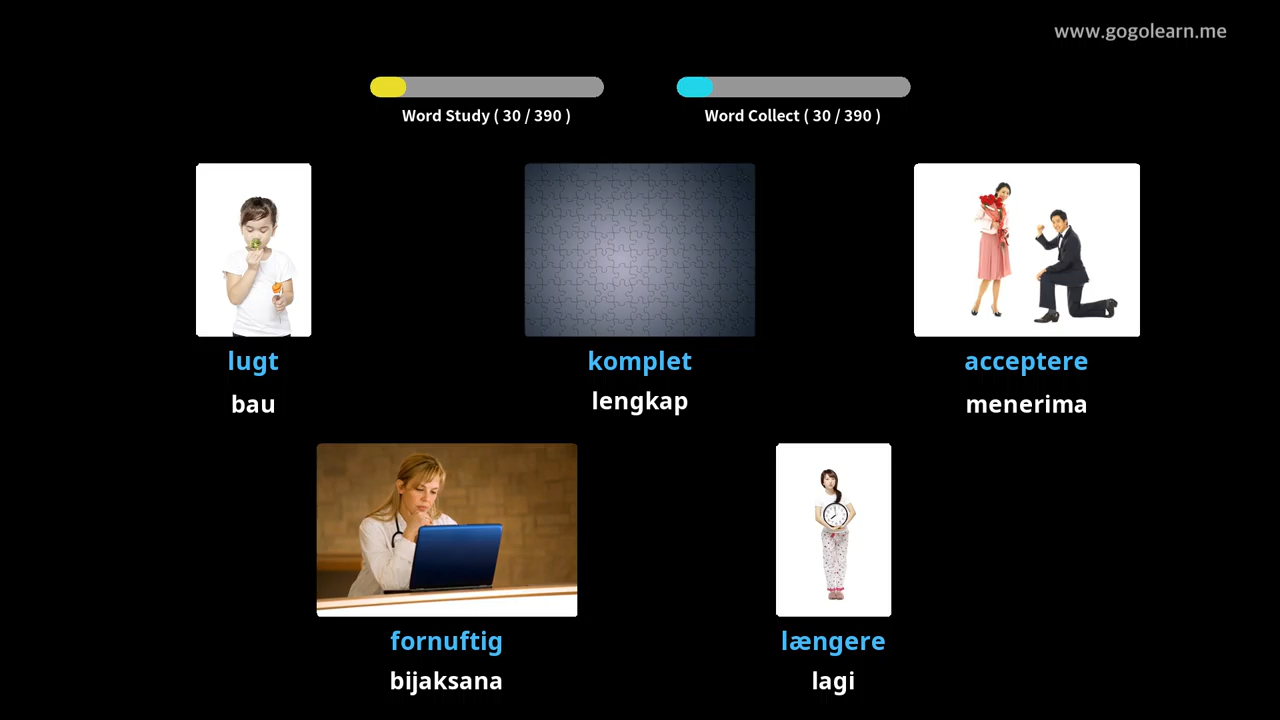 www.gogolearn.me
Word Study ( 30 / 390 )
Word Collect ( 30 / 390 )
lugt
bau
komplet
lengkap
acceptere
menerima
fornuftig
bijaksana
længere
lagi